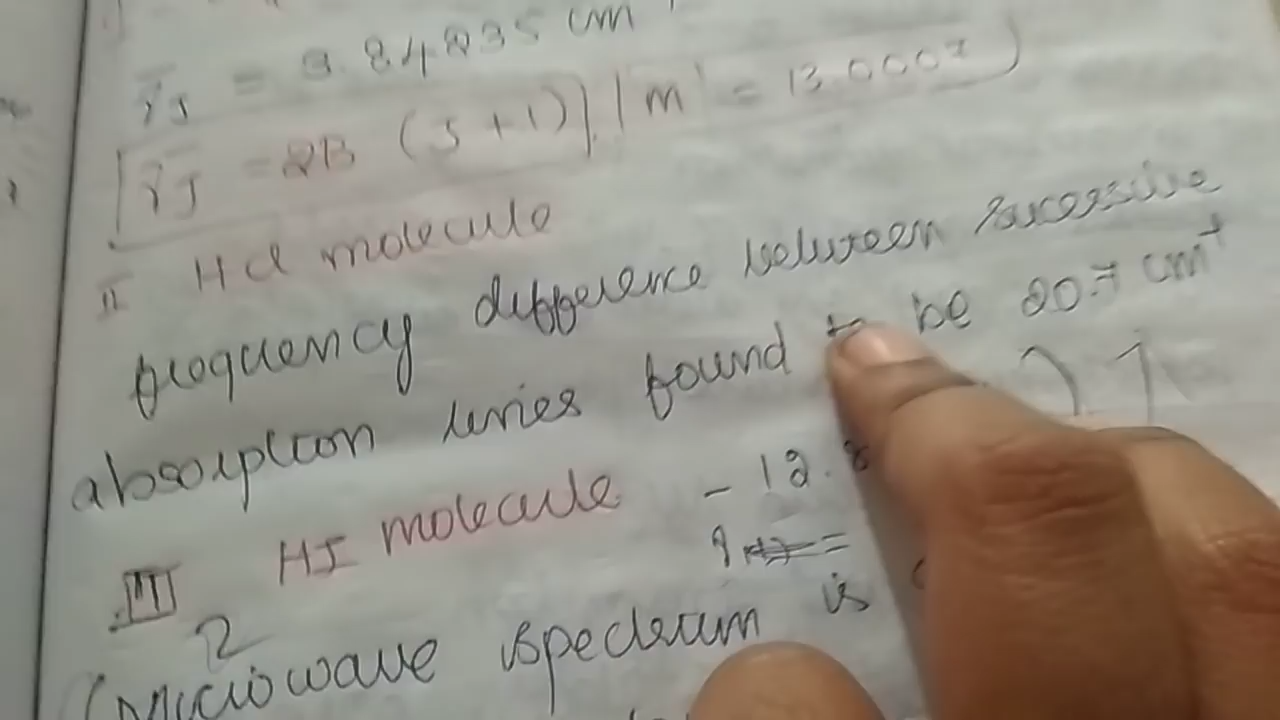 ν̄J = 3.84235 cm⁻¹
ν̄J = 2B (J+1) | m' = 13.0007
II HCl molecule
frequency difference between successive
absorption lines found to be 20.7 cm⁻¹
III HI molecule - 12.8
Microwave spectrum is